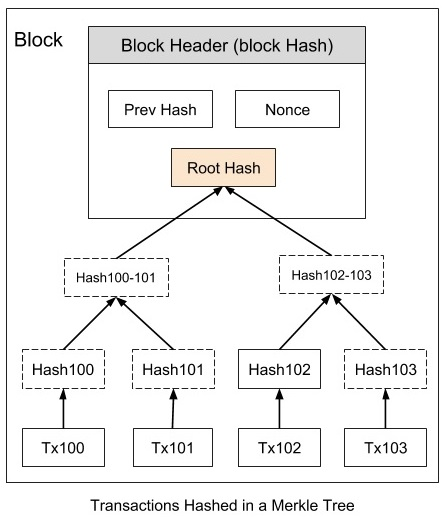 Block
Block Header (block Hash)
Prev Hash
Nonce
Root Hash
Hash100-101
Hash102-103
Hash100
Hash101
Hash102
Hash103
Tx100
Tx101
Tx102
Tx103
Transactions Hashed in a Merkle Tree